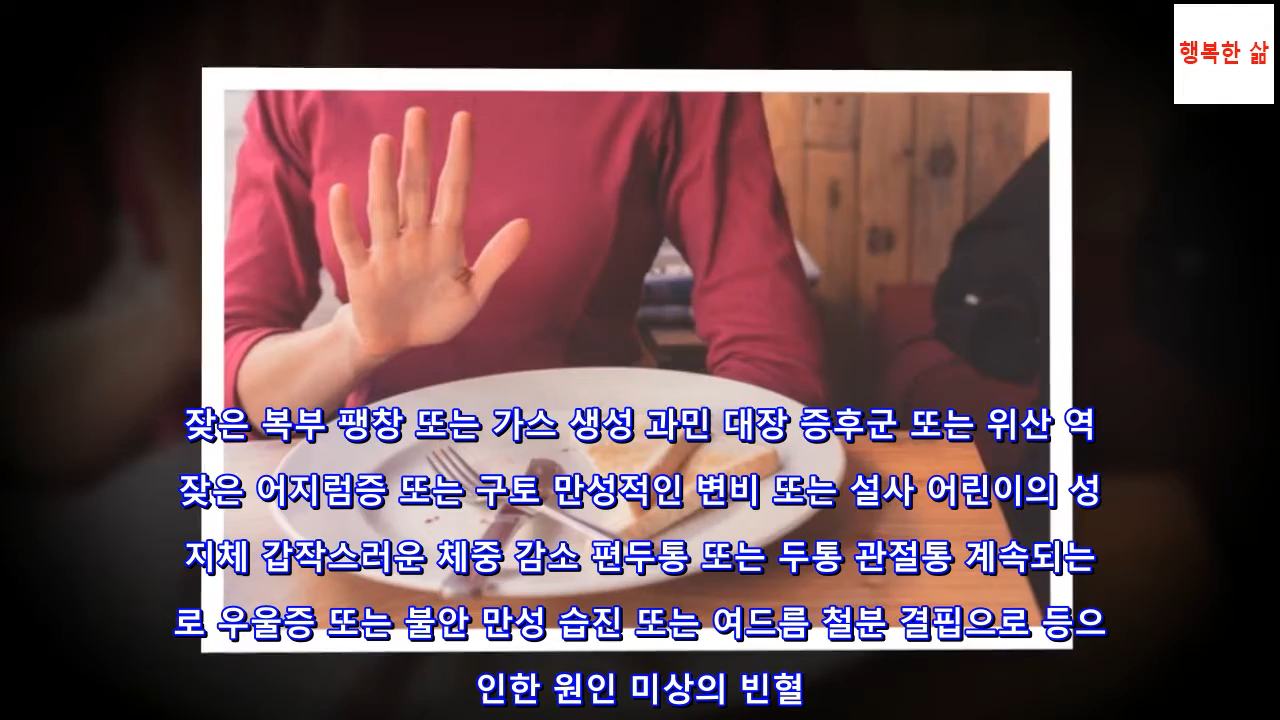 행복한 삶
잦은 복부 팽창 또는 가스 생성 과민 대장 증후군 또는 위산 역
잦은 어지럼증 또는 구토 만성적인 변비 또는 설사 어린이의 성
지체 갑작스러운 체중 감소 편두통 또는 두통 관절통 계속되는
로 우울증 또는 불안 만성 습진 또는 여드름 철분 결핍으로 등으
인한 원인 미상의 빈혈